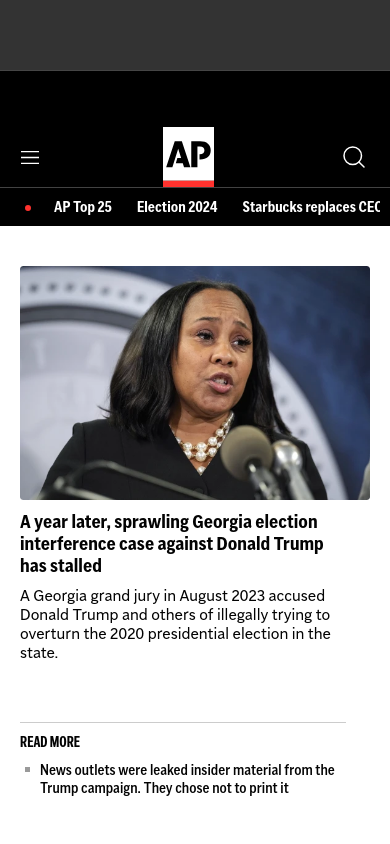 AP
AP Top 25 Election 2024 Starbucks replaces CEO
A year later, sprawling Georgia election
interference case against Donald Trump
has stalled
A Georgia grand jury in August 2023 accused
Donald Trump and others of illegally trying to
overturn the 2020 presidential election in the
state.
READ MORE
News outlets were leaked insider material from the
Trump campaign. They chose not to print it